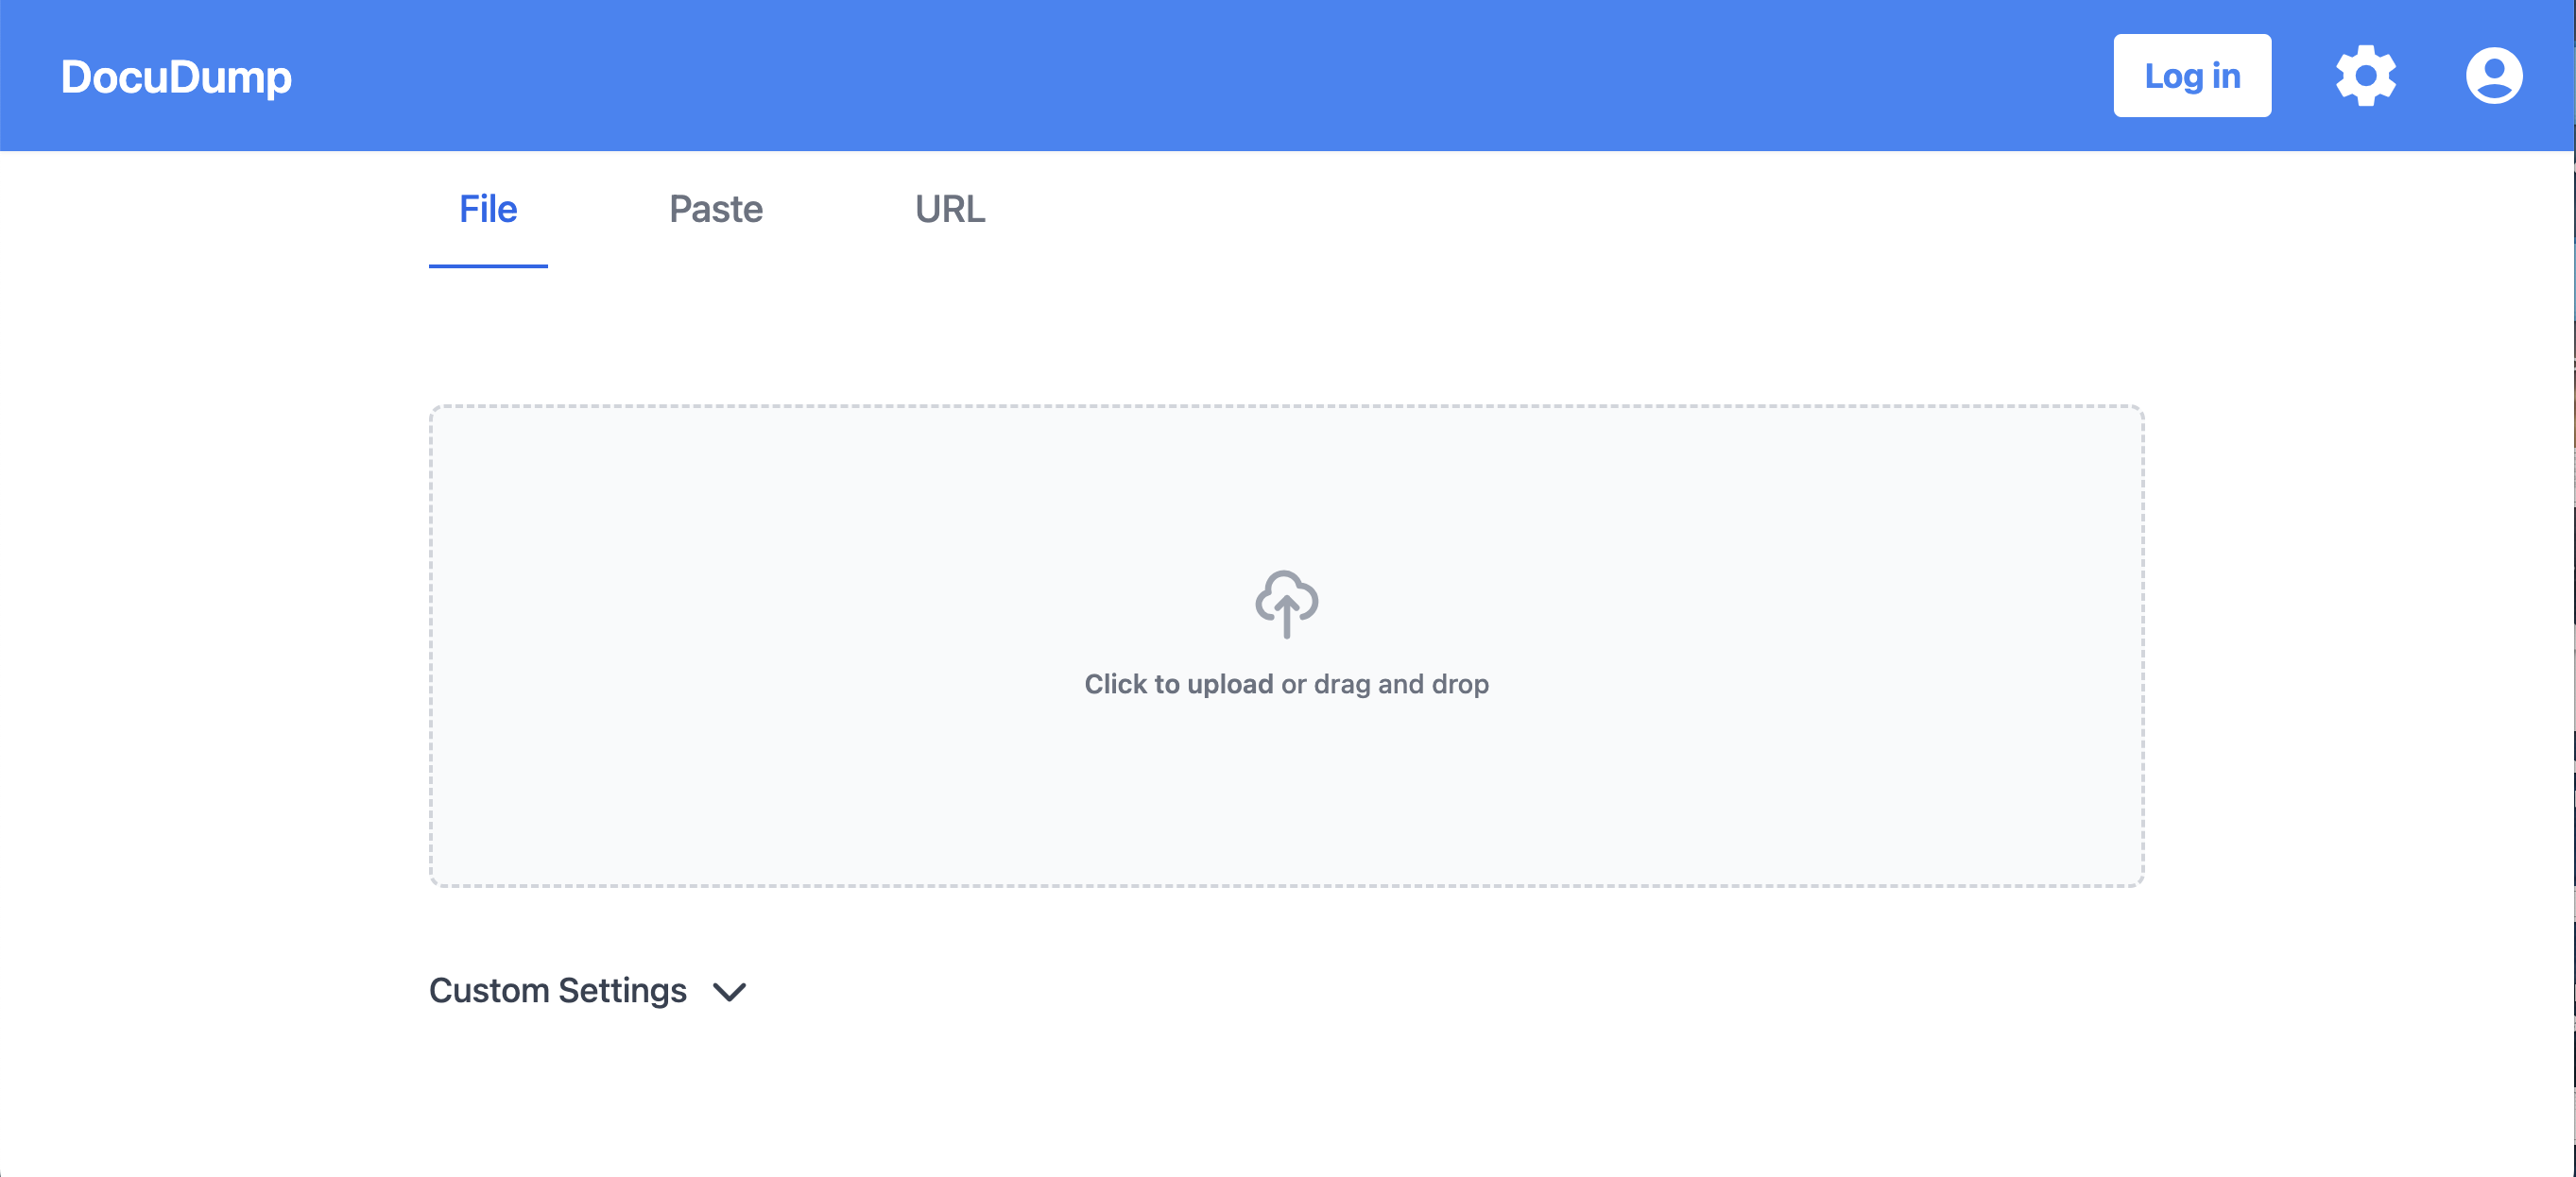 DocuDump
Log in
File
Paste
URL
Click to upload or drag and drop
Custom Settings